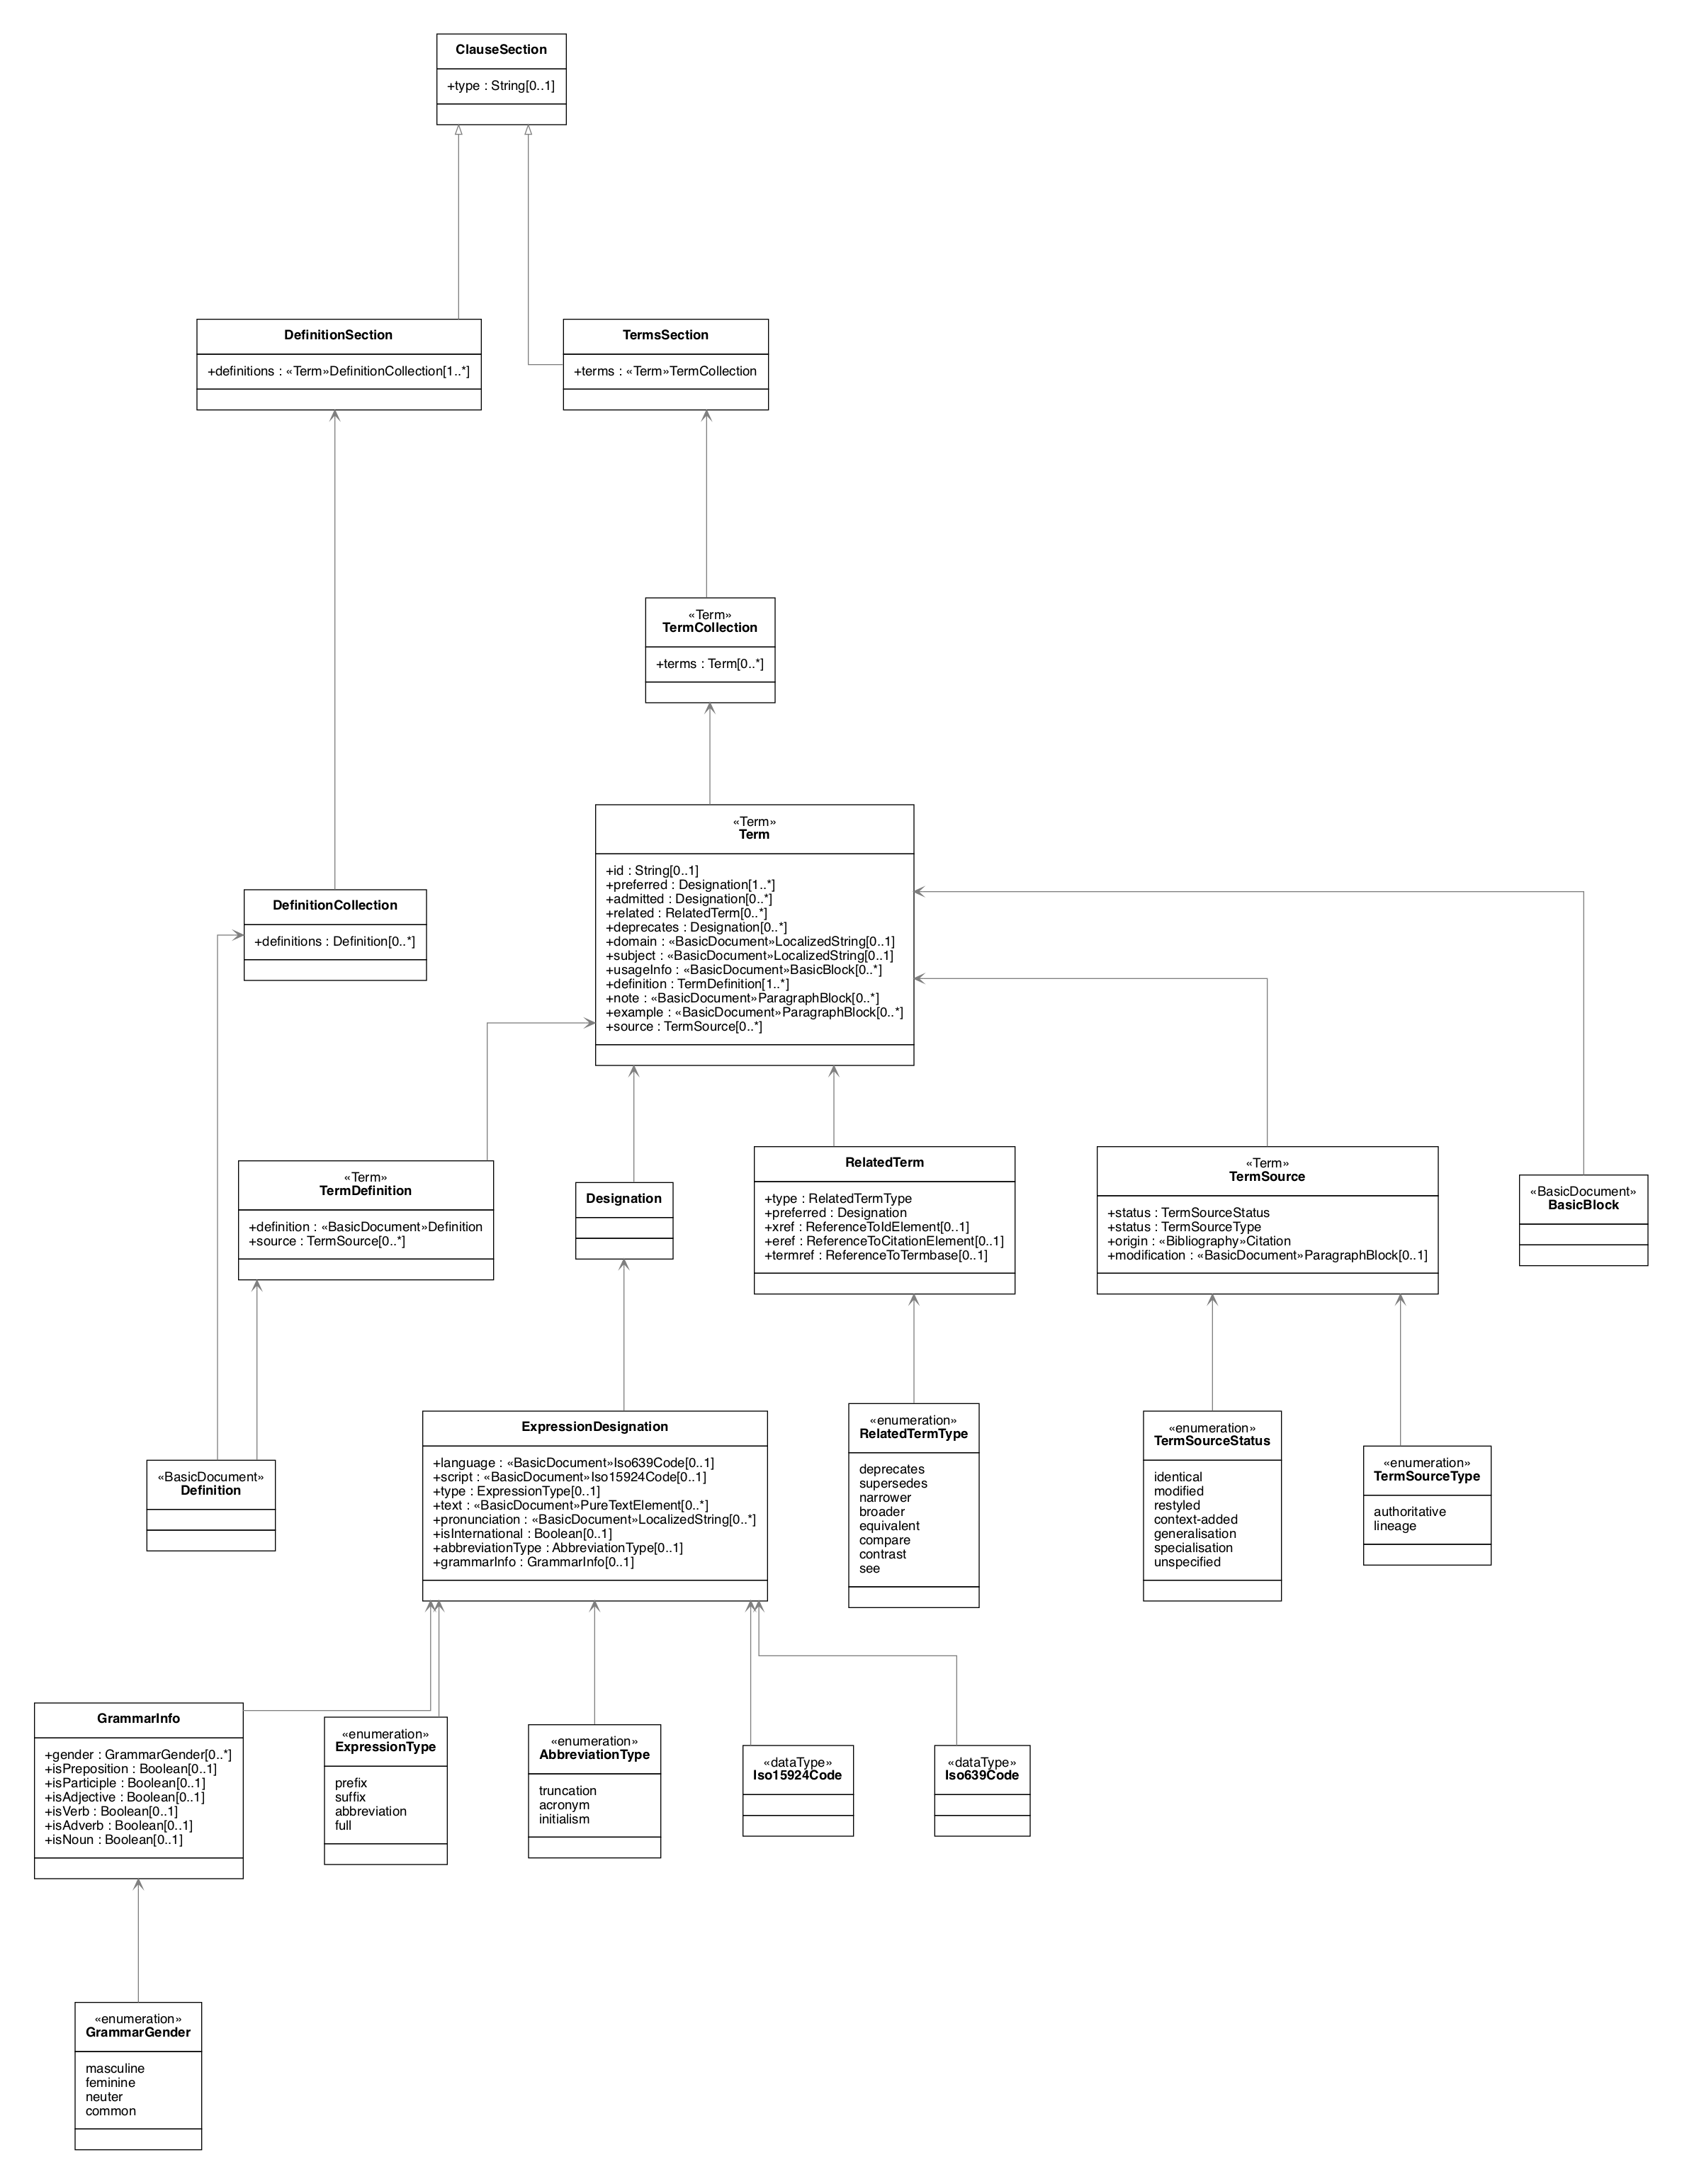 ClauseSection
+type : String[0..1]
DefinitionSection
+definitions : «Term»DefinitionCollection[1..*]
TermsSection
+terms : «Term»TermCollection
«Term»
TermCollection
+terms : Term[0..*]
«Term»
Term
+id : String[0..1]
+preferred : Designation[1..*]
+admitted : Designation[0..*]
+related : RelatedTerm[0..*]
+deprecates : Designation[0..*]
+domain : «BasicDocument»LocalizedString[0..1]
+subject : «BasicDocument»LocalizedString[0..1]
+usageInfo : «BasicDocument»BasicBlock[0..*]
+definition : TermDefinition[1..*]
+note : «BasicDocument»ParagraphBlock[0..*]
+example : «BasicDocument»ParagraphBlock[0..*]
+source : TermSource[0..*]
DefinitionCollection
+definitions : Definition[0..*]
«Term»
TermDefinition
+definition : «BasicDocument»Definition
+source : TermSource[0..*]
Designation
RelatedTerm
+type : RelatedTermType
+preferred : Designation
+xref : ReferenceToIdElement[0..1]
+eref : ReferenceToCitationElement[0..1]
+termref : ReferenceToTermbase[0..1]
«Term»
TermSource
+status : TermSourceStatus
+status : TermSourceType
+origin : «Bibliography»Citation
+modification : «BasicDocument»ParagraphBlock[0..1]
«BasicDocument»
BasicBlock
«BasicDocument»
Definition
ExpressionDesignation
+language : «BasicDocument»Iso639Code[0..1]
+script : «BasicDocument»Iso15924Code[0..1]
+type : ExpressionType[0..1]
+text : «BasicDocument»PureTextElement[0..*]
+pronunciation : «BasicDocument»LocalizedString[0..*]
+isInternational : Boolean[0..1]
+abbreviationType : AbbreviationType[0..1]
+grammarInfo : GrammarInfo[0..1]
«enumeration»
RelatedTermType
deprecates
supersedes
narrower
broader
equivalent
compare
contrast
see
«enumeration»
TermSourceStatus
identical
modified
restyled
context-added
generalisation
specialisation
unspecified
«enumeration»
TermSourceType
authoritative
lineage
GrammarInfo
+gender : GrammarGender[0..*]
+isPreposition : Boolean[0..1]
+isParticiple : Boolean[0..1]
+isAdjective : Boolean[0..1]
+isVerb : Boolean[0..1]
+isAdverb : Boolean[0..1]
+isNoun : Boolean[0..1]
«enumeration»
ExpressionType
prefix
suffix
abbreviation
full
«enumeration»
AbbreviationType
truncation
acronym
initialism
«dataType»
Iso15924Code
«dataType»
Iso639Code
«enumeration»
GrammarGender
masculine
feminine
neuter
common